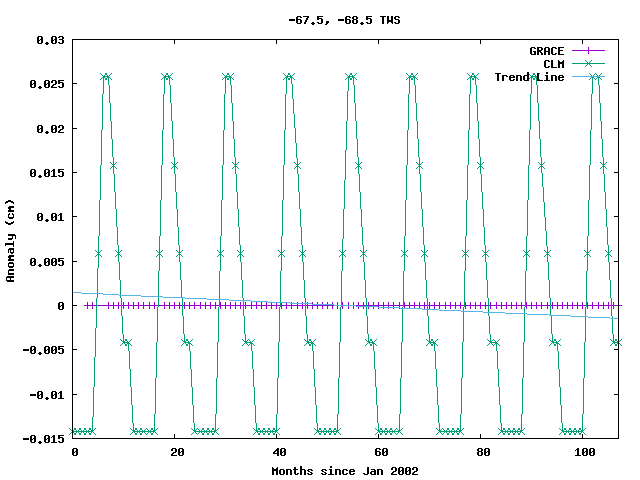 -67.5, -68.5 TWS
0.03
0.025
0.02
0.015
0.01
0.005
0
-0.005
-0.01
-0.015
Anomaly (cm)
GRACE
CLM
Trend Line
0 20 40 60 80 100
Months since Jan 2002